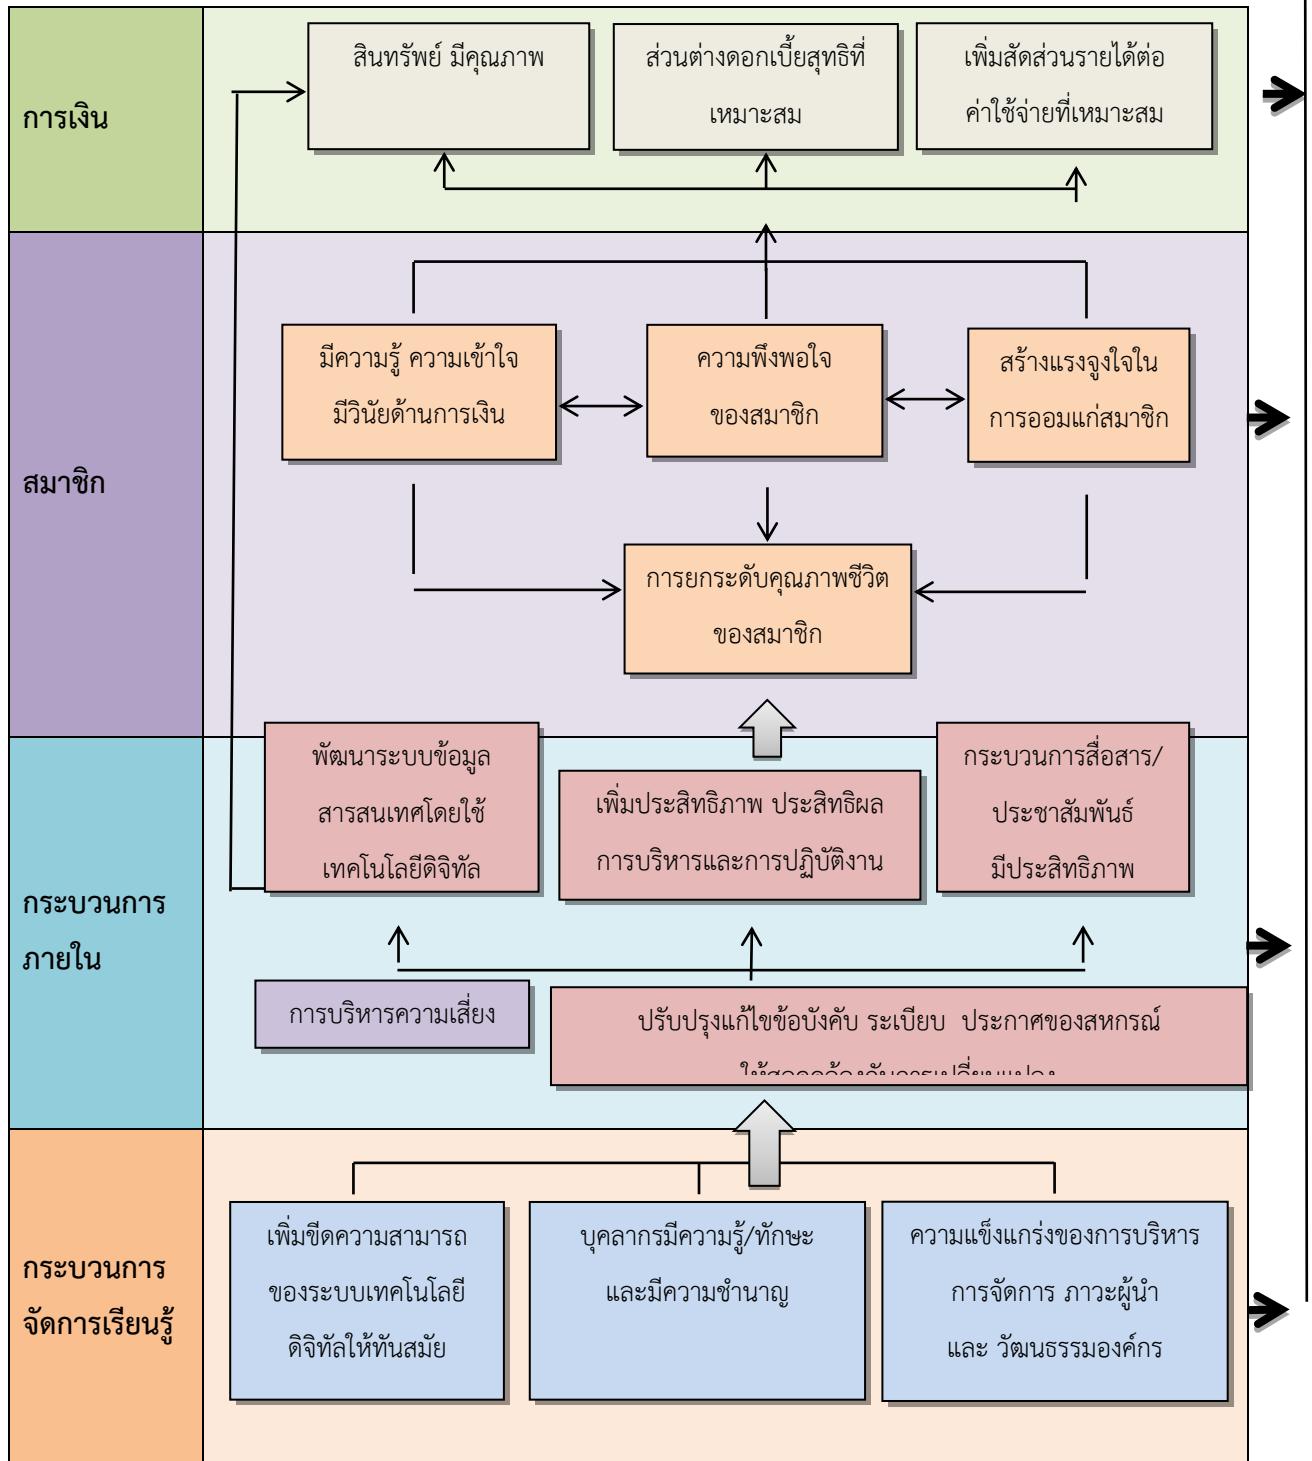 การเงิน
สินทรัพย์ มีคุณภาพ
ส่วนต่างดอกเบี้ยสุทธิที่
เหมาะสม
เพิ่มสัดส่วนรายได้ต่อ
ค่าใช้จ่ายที่เหมาะสม
สมาชิก
มีความรู้ ความเข้าใจ
มีวินัยด้านการเงิน
ความพึงพอใจ
ของสมาชิก
สร้างแรงจูงใจใน
การออมแก่สมาชิก
การยกระดับคุณภาพชีวิต
ของสมาชิก
กระบวนการ
ภายใน
พัฒนาระบบข้อมูล
สารสนเทศโดยใช้
เทคโนโลยีดิจิทัล
เพิ่มประสิทธิภาพ ประสิทธิผล
การบริหารและการปฏิบัติงาน
กระบวนการสื่อสาร/
ประชาสัมพันธ์
มีประสิทธิภาพ
การบริหารความเสี่ยง
ปรับปรุงแก้ไขข้อบังคับ ระเบียบ  ประกาศของสหกรณ์
ให้สอดคล้องกับการเปลี่ยนแปลง
กระบวนการ
จัดการเรียนรู้
เพิ่มขีดความสามารถ
ของระบบเทคโนโลยี
ดิจิทัลให้ทันสมัย
บุคลากรมีความรู้/ทักษะ
และมีความชำนาญ
ความแข็งแกร่งของการบริหาร
การจัดการ ภาวะผู้นำ
และ วัฒนธรรมองค์กร